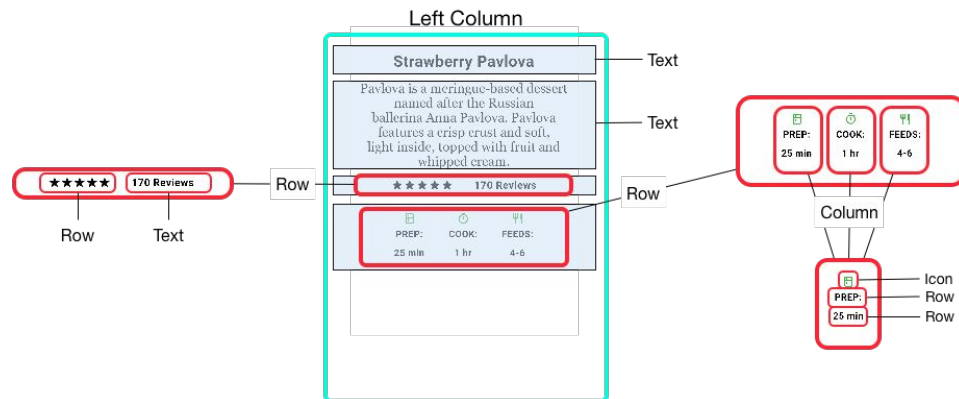 Left Column
Strawberry Pavlova
Text
Pavlova is a meringue-based dessert
named after the Russian
ballerina Anna Pavlova. Pavlova
features a crisp crust and soft,
light inside, topped with fruit and
whipped cream.
Text
★★★★★ 170 Reviews
Row
★★★★★ 170 Reviews
Row
Text
Row
PREP: COOK: FEEDS:
25 min 1 hr 4-6
PREP: COOK: FEEDS:
25 min 1 hr 4-6
Column
Icon
PREP:
Row
25 min
Row